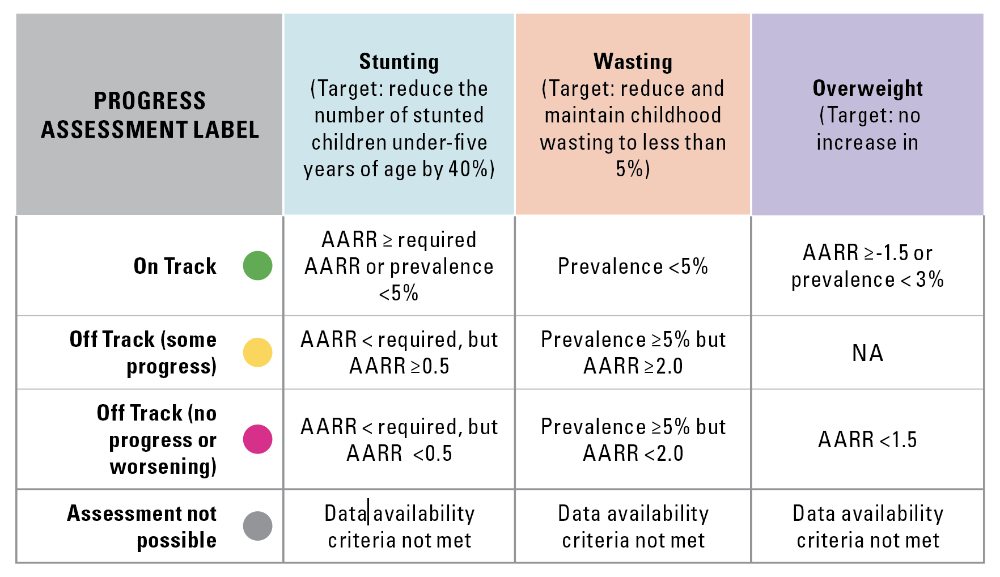 PROGRESS
ASSESSMENT LABEL
Stunting
(Target: reduce the
number of stunted
children under-five
years of age by 40%)
Wasting
(Target: reduce and
maintain childhood
wasting to less than
5%)
Overweight
(Target: no
increase in
On Track
AARR ≥ required
AARR or prevalence
<5%
Prevalence <5%
AARR ≥-1.5 or
prevalence < 3%
Off Track (some
progress)
AARR < required, but
AARR ≥0.5
Prevalence ≥5% but
AARR ≥2.0
NA
Off Track (no
progress or
worsening)
AARR < required, but
AARR <0.5
Prevalence ≥5% but
AARR <2.0
AARR <1.5
Assessment not
possible
Data availability
criteria not met
Data availability
criteria not met
Data availability
criteria not met